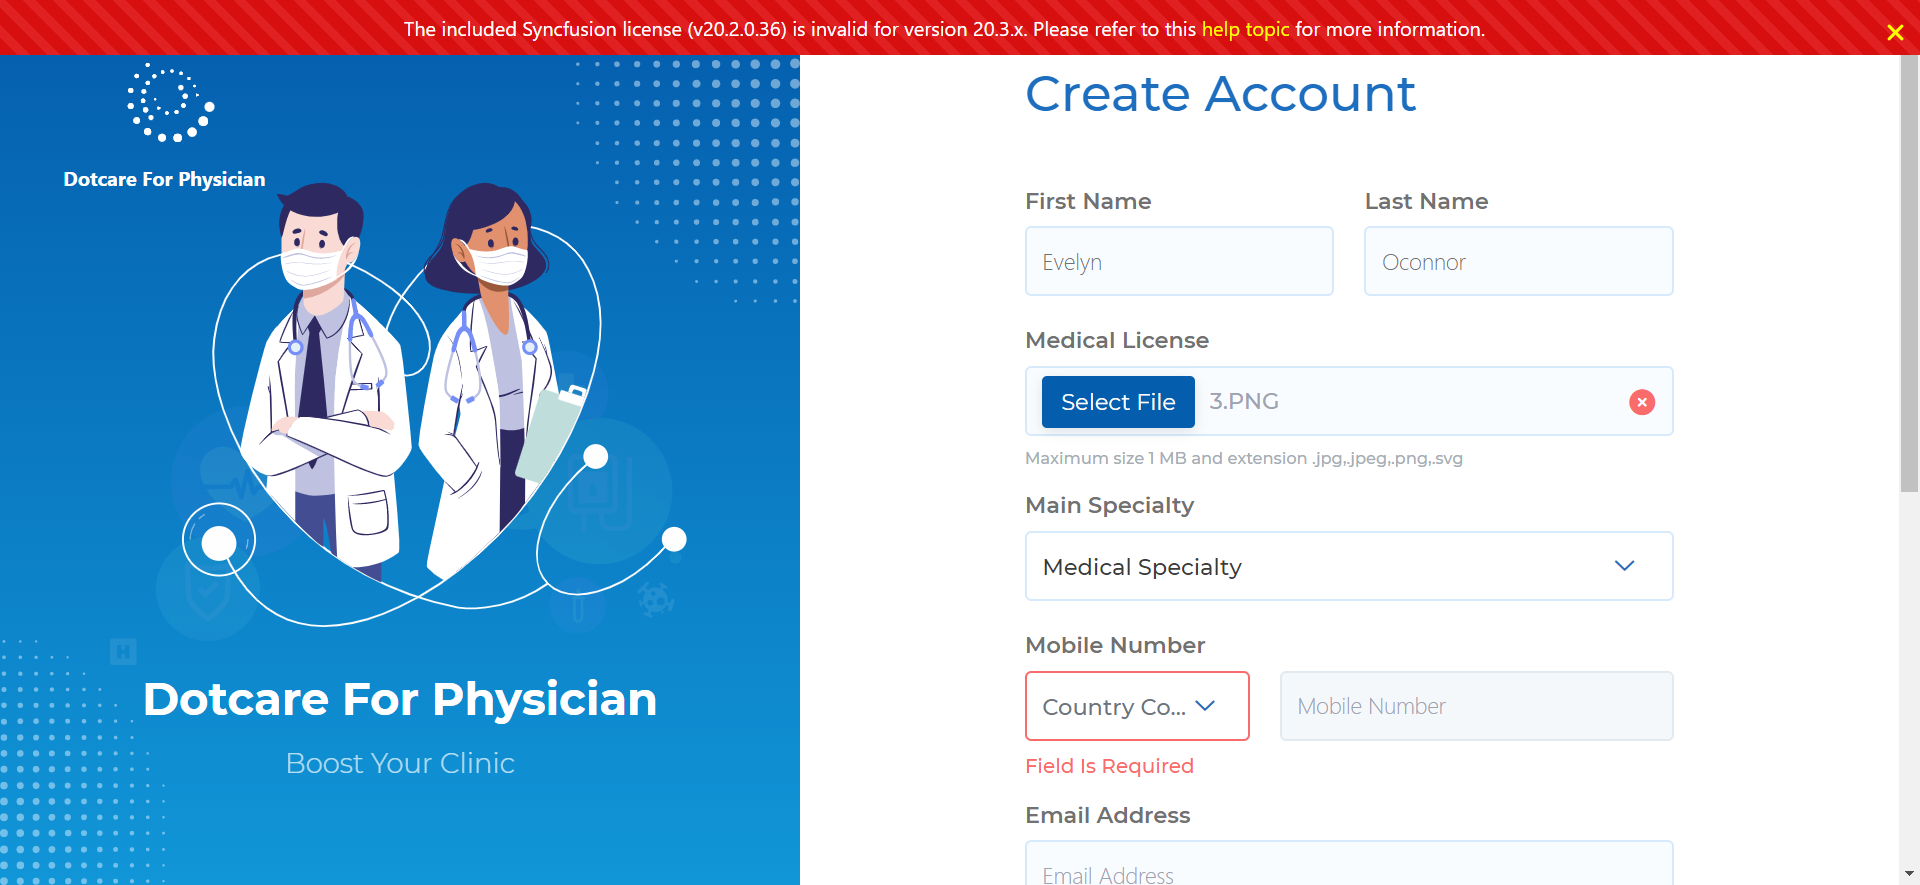 The included Syncfusion license (v20.2.0.36) is invalid for version 20.3.x. Please refer to this help topic for more information.
Dotcare For Physician
H
Dotcare For Physician
Boost Your Clinic
Create Account
First Name
Last Name
Evelyn
Oconnor
Medical License
Select File
3.PNG
Maximum size 1 MB and extension .jpg,.jpeg,.png,.svg
Main Specialty
Medical Specialty
Mobile Number
Country Co...
Mobile Number
Field Is Required
Email Address
Email Address